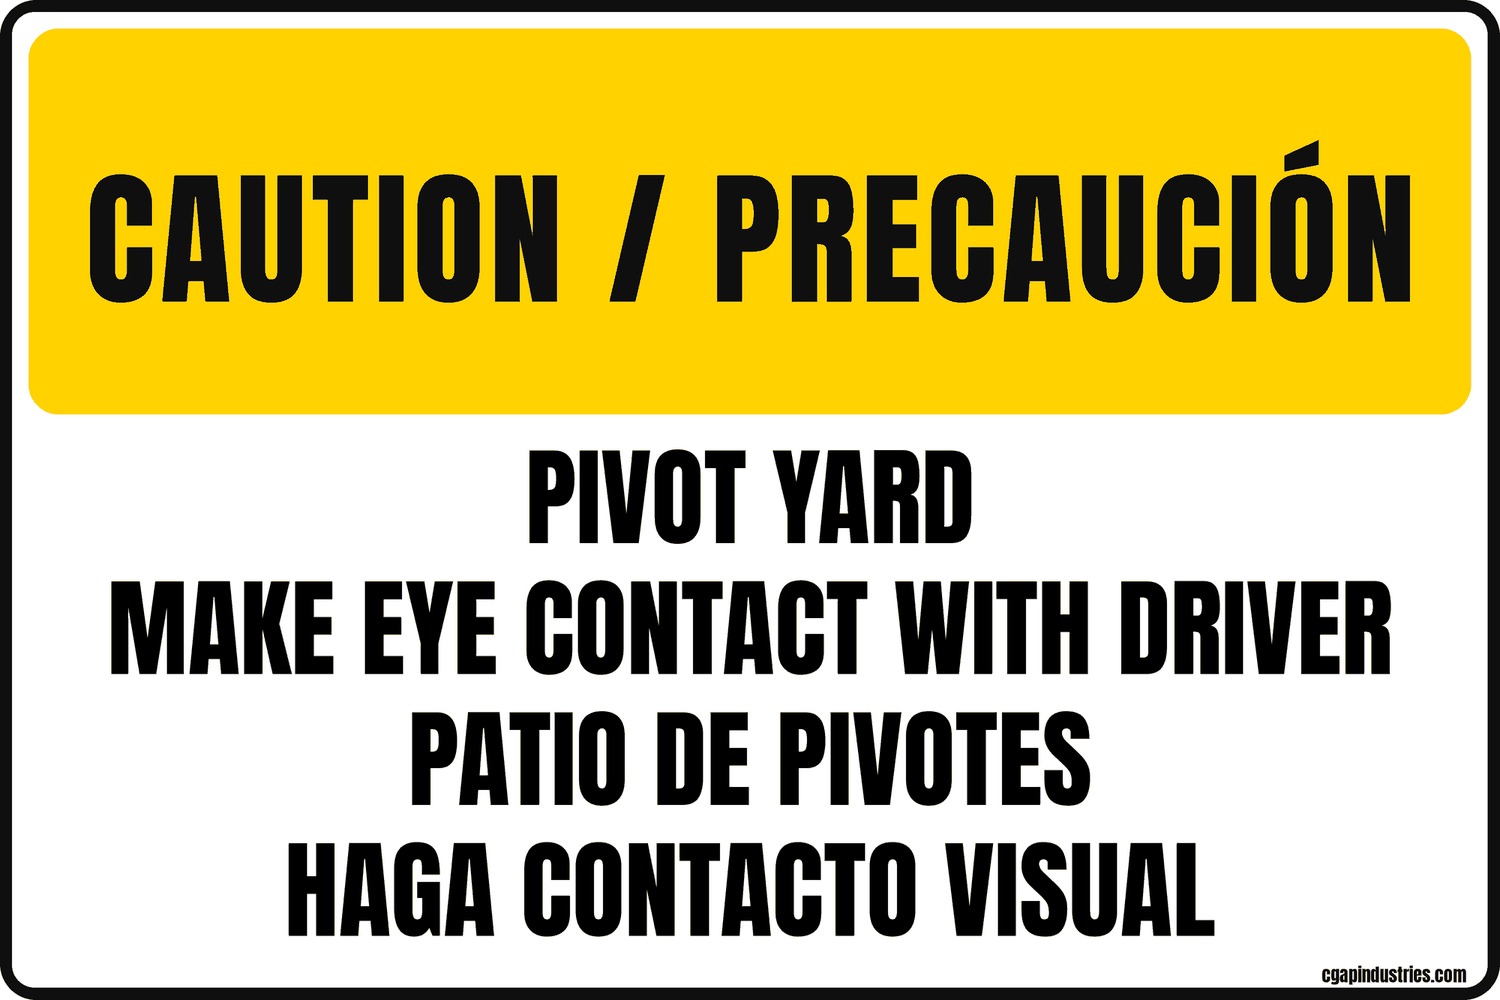 CAUTION / PRECAUCIÓN
PIVOT YARD
MAKE EYE CONTACT WITH DRIVER
PATIO DE PIVOTES
HAGA CONTACTO VISUAL
cgapindustries.com